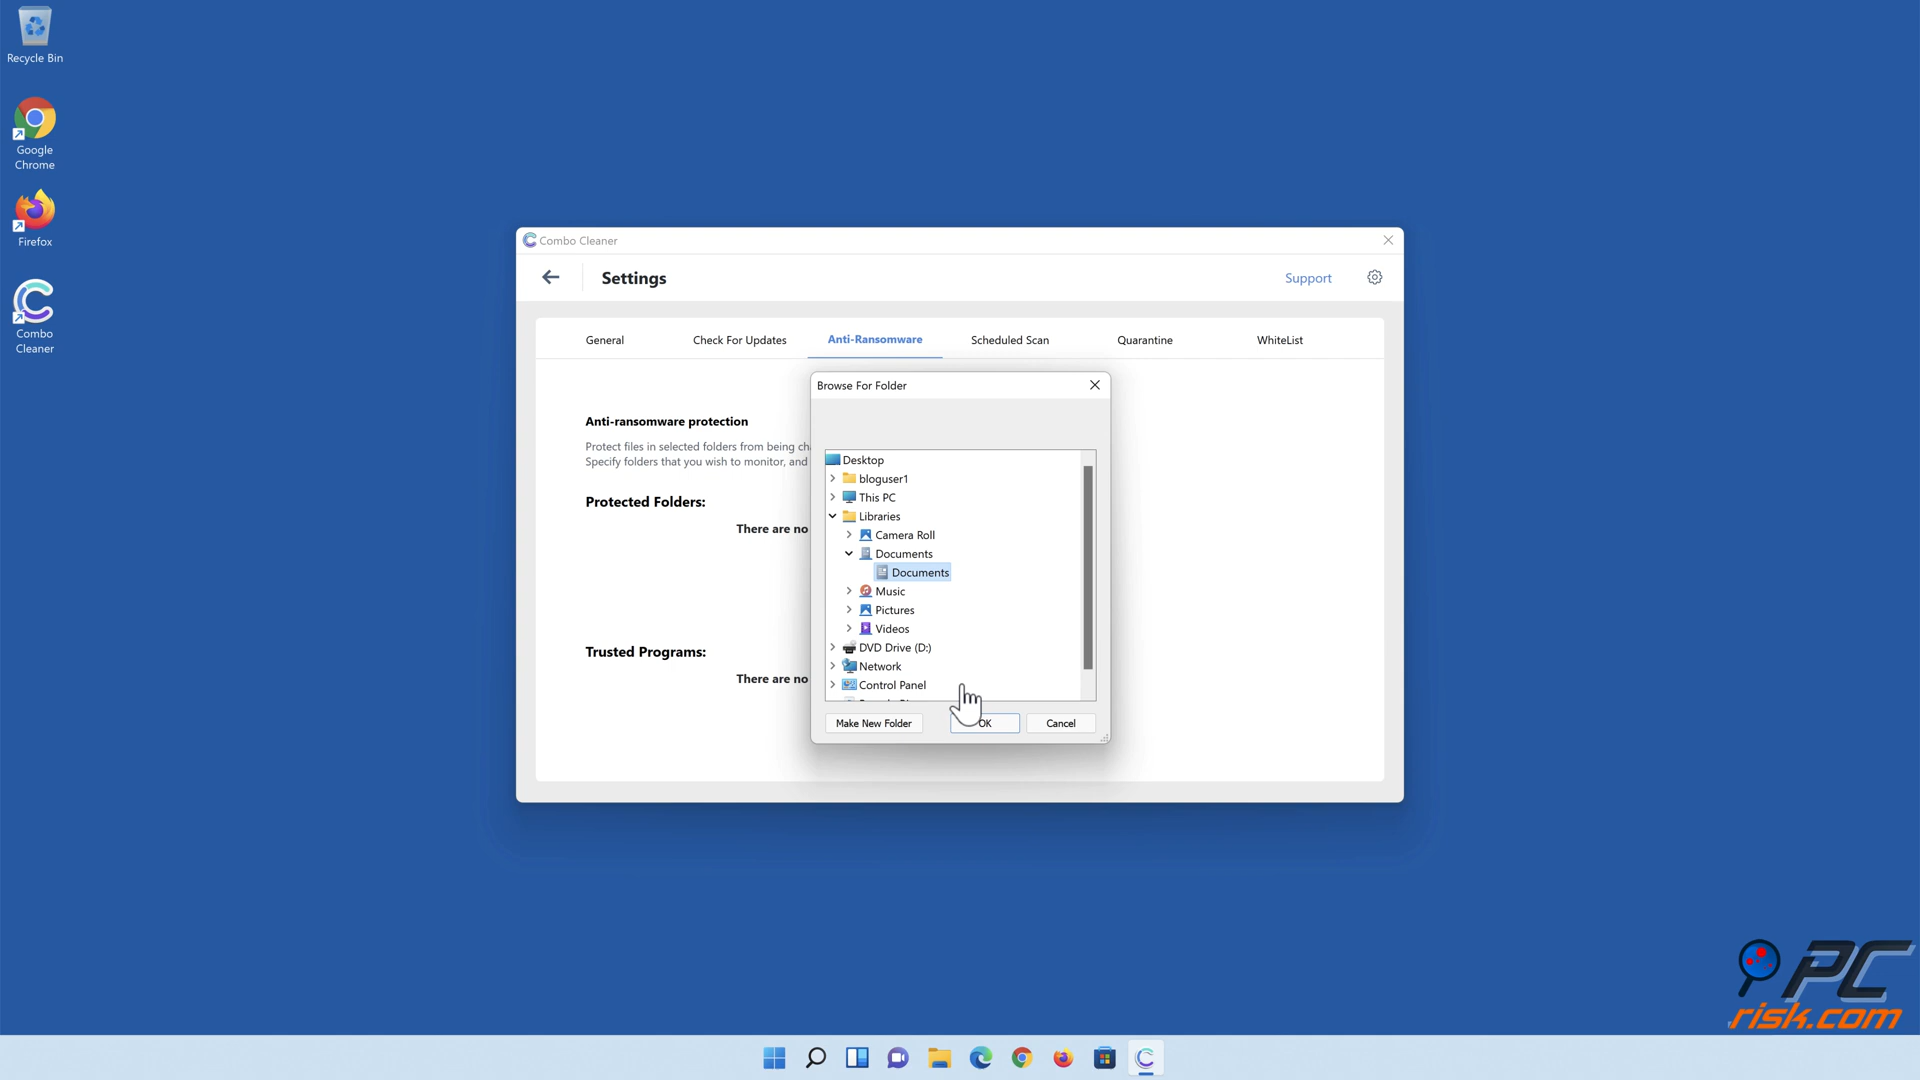 Recycle Bin
Google
Chrome
Firefox
Combo
Cleaner
Combo Cleaner
Settings
Support
General
Check For Updates
Anti-Ransomware
Scheduled Scan
Quarantine
WhiteList
Anti-ransomware protection
Protect files in selected folders from being ch
Specify folders that you wish to monitor, and
Protected Folders:
There are no
Trusted Programs:
There are no
Browse For Folder
Desktop
bloguser1
This PC
Libraries
Camera Roll
Documents
Documents
Music
Pictures
Videos
DVD Drive (D:)
Network
Control Panel
Make New Folder
OK
Cancel
PC
risk.com